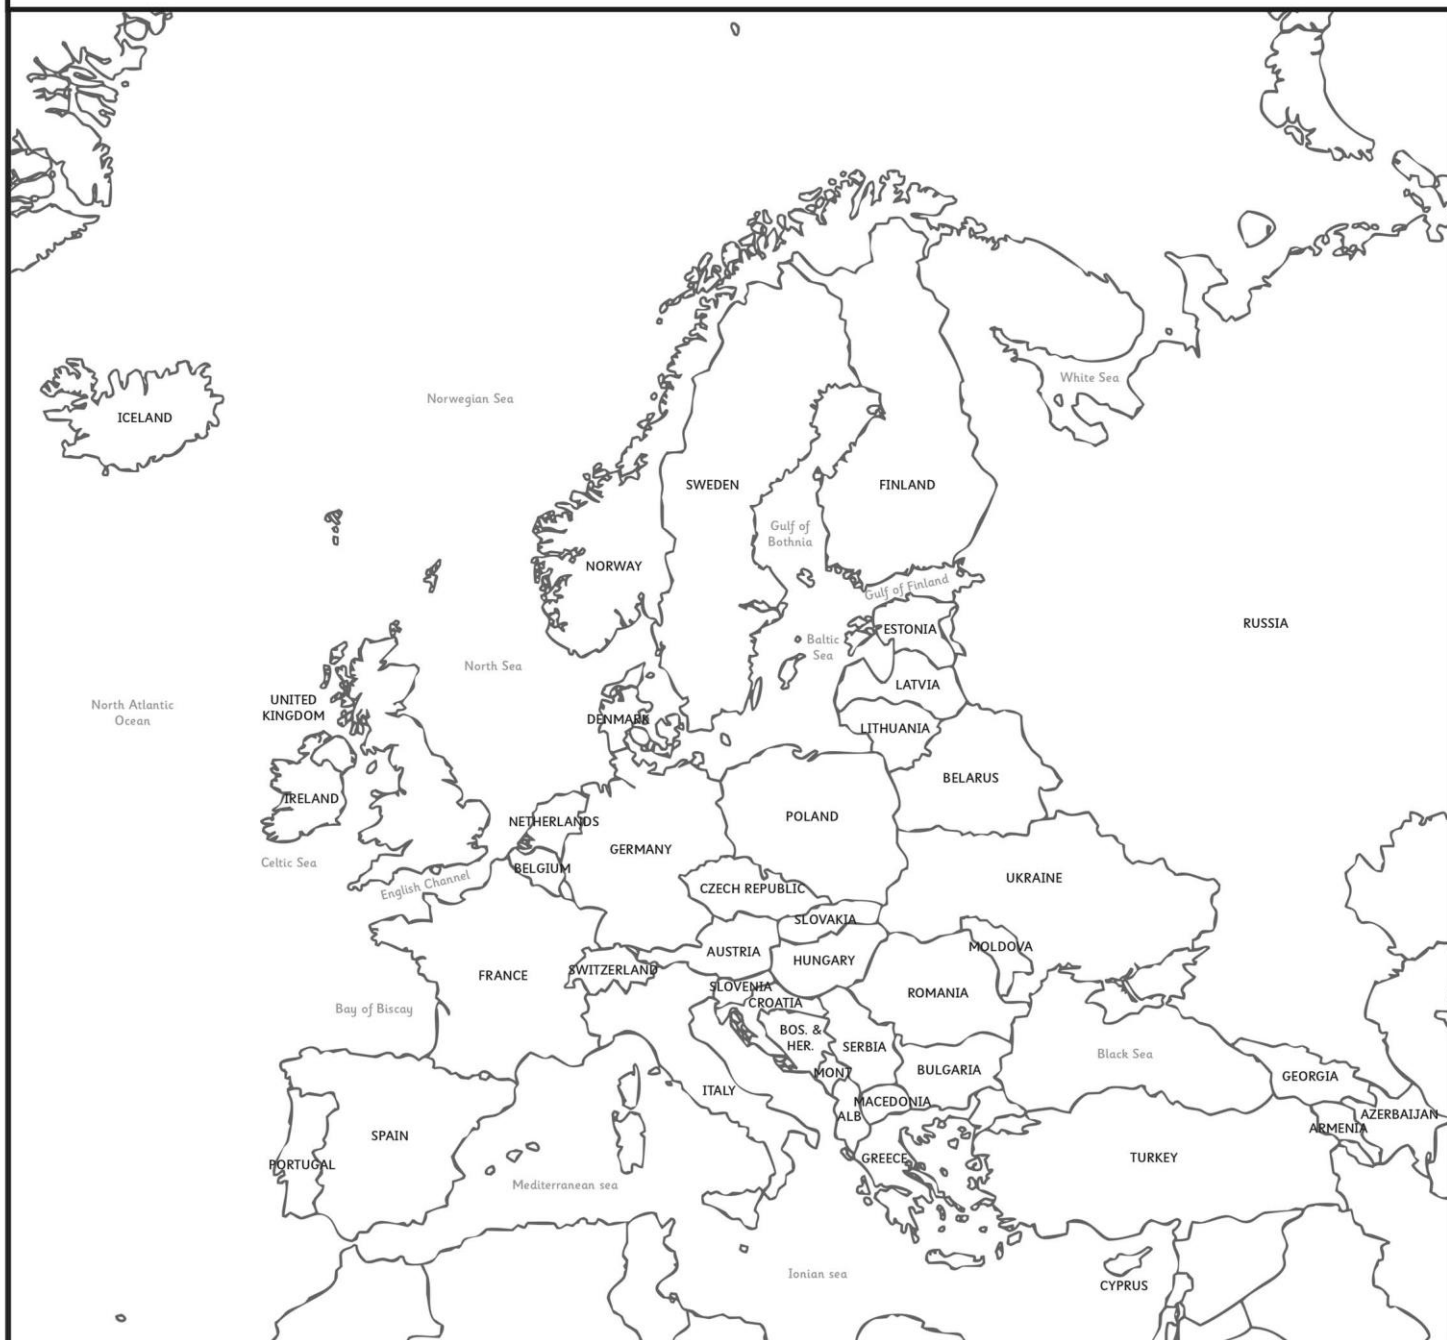 ICELAND
Norwegian Sea
White Sea
SWEDEN
FINLAND
Gulf of
Bothnia
NORWAY
Gulf of Finland
ESTONIA
RUSSIA
Baltic
Sea
North Sea
LATVIA
UNITED
KINGDOM
North Atlantic
Ocean
DENMARK
LITHUANIA
BELARUS
IRELAND
NETHERLANDS
POLAND
GERMANY
Celtic Sea
BELGIUM
English Channel
CZECH REPUBLIC
UKRAINE
SLOVAKIA
AUSTRIA
MOLDOVA
HUNGARY
FRANCE
SWITZERLAND
SLOVENIA
ROMANIA
CROATIA
Bay of Biscay
BOS. &
HER.
SERBIA
Black Sea
BULGARIA
MONT
GEORGIA
ITALY
MACEDONIA
ALB
AZERBAIJAN
ARMENIA
SPAIN
GREECE
TURKEY
PORTUGAL
Mediterranean sea
Ionian sea
CYPRUS